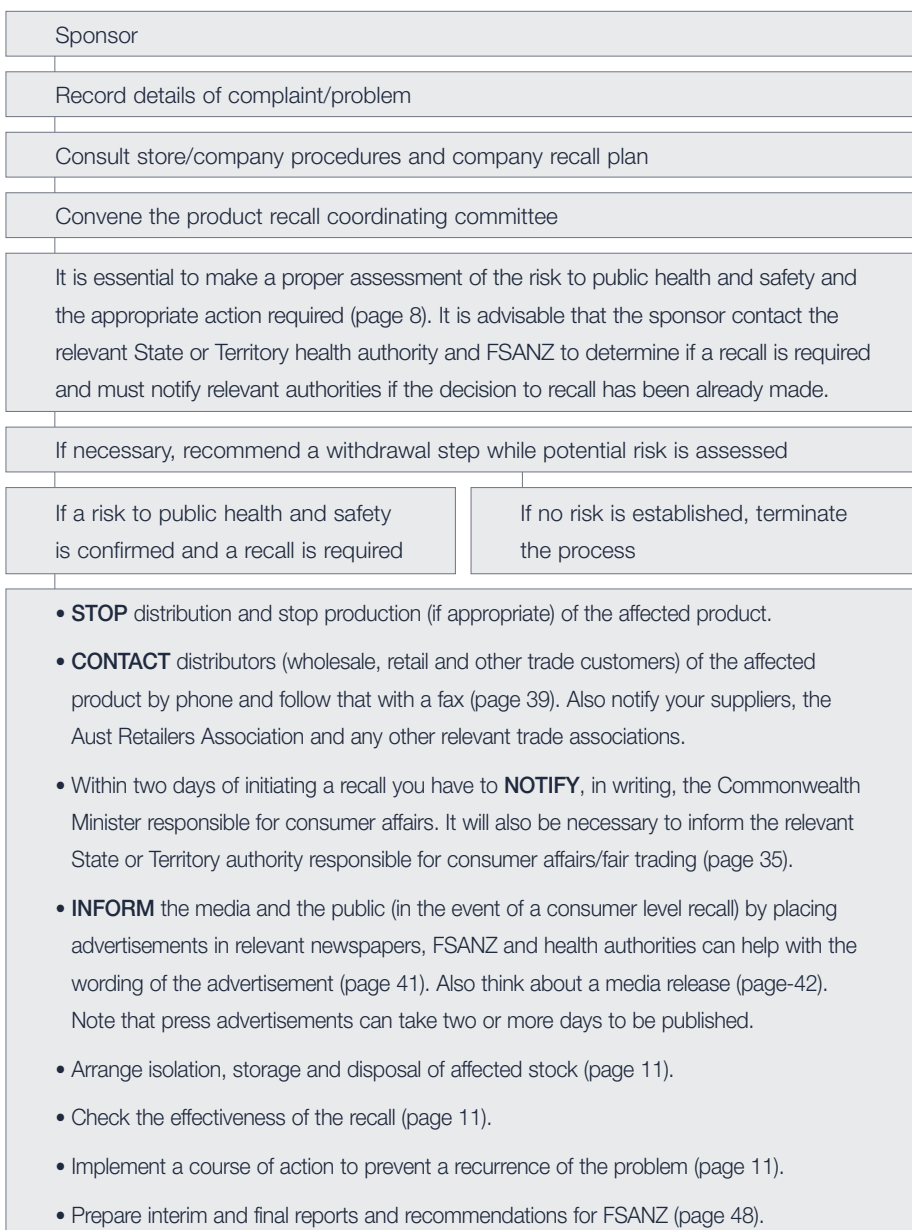 Sponsor
Record details of complaint/problem
Consult store/company procedures and company recall plan
Convene the product recall coordinating committee
It is essential to make a proper assessment of the risk to public health and safety and
the appropriate action required (page 8). It is advisable that the sponsor contact the
relevant State or Territory health authority and FSANZ to determine if a recall is required
and must notify relevant authorities if the decision to recall has been already made.
If necessary, recommend a withdrawal step while potential risk is assessed
If a risk to public health and safety
is confirmed and a recall is required
If no risk is established, terminate
the process
• STOP distribution and stop production (if appropriate) of the affected product.
• CONTACT distributors (wholesale, retail and other trade customers) of the affected
product by phone and follow that with a fax (page 39). Also notify your suppliers, the
Aust Retailers Association and any other relevant trade associations.
• Within two days of initiating a recall you have to NOTIFY, in writing, the Commonwealth
Minister responsible for consumer affairs. It will also be necessary to inform the relevant
State or Territory authority responsible for consumer affairs/fair trading (page 35).
• INFORM the media and the public (in the event of a consumer level recall) by placing
advertisements in relevant newspapers, FSANZ and health authorities can help with the
wording of the advertisement (page 41). Also think about a media release (page-42).
Note that press advertisements can take two or more days to be published.
• Arrange isolation, storage and disposal of affected stock (page 11).
• Check the effectiveness of the recall (page 11).
• Implement a course of action to prevent a recurrence of the problem (page 11).
• Prepare interim and final reports and recommendations for FSANZ (page 48).